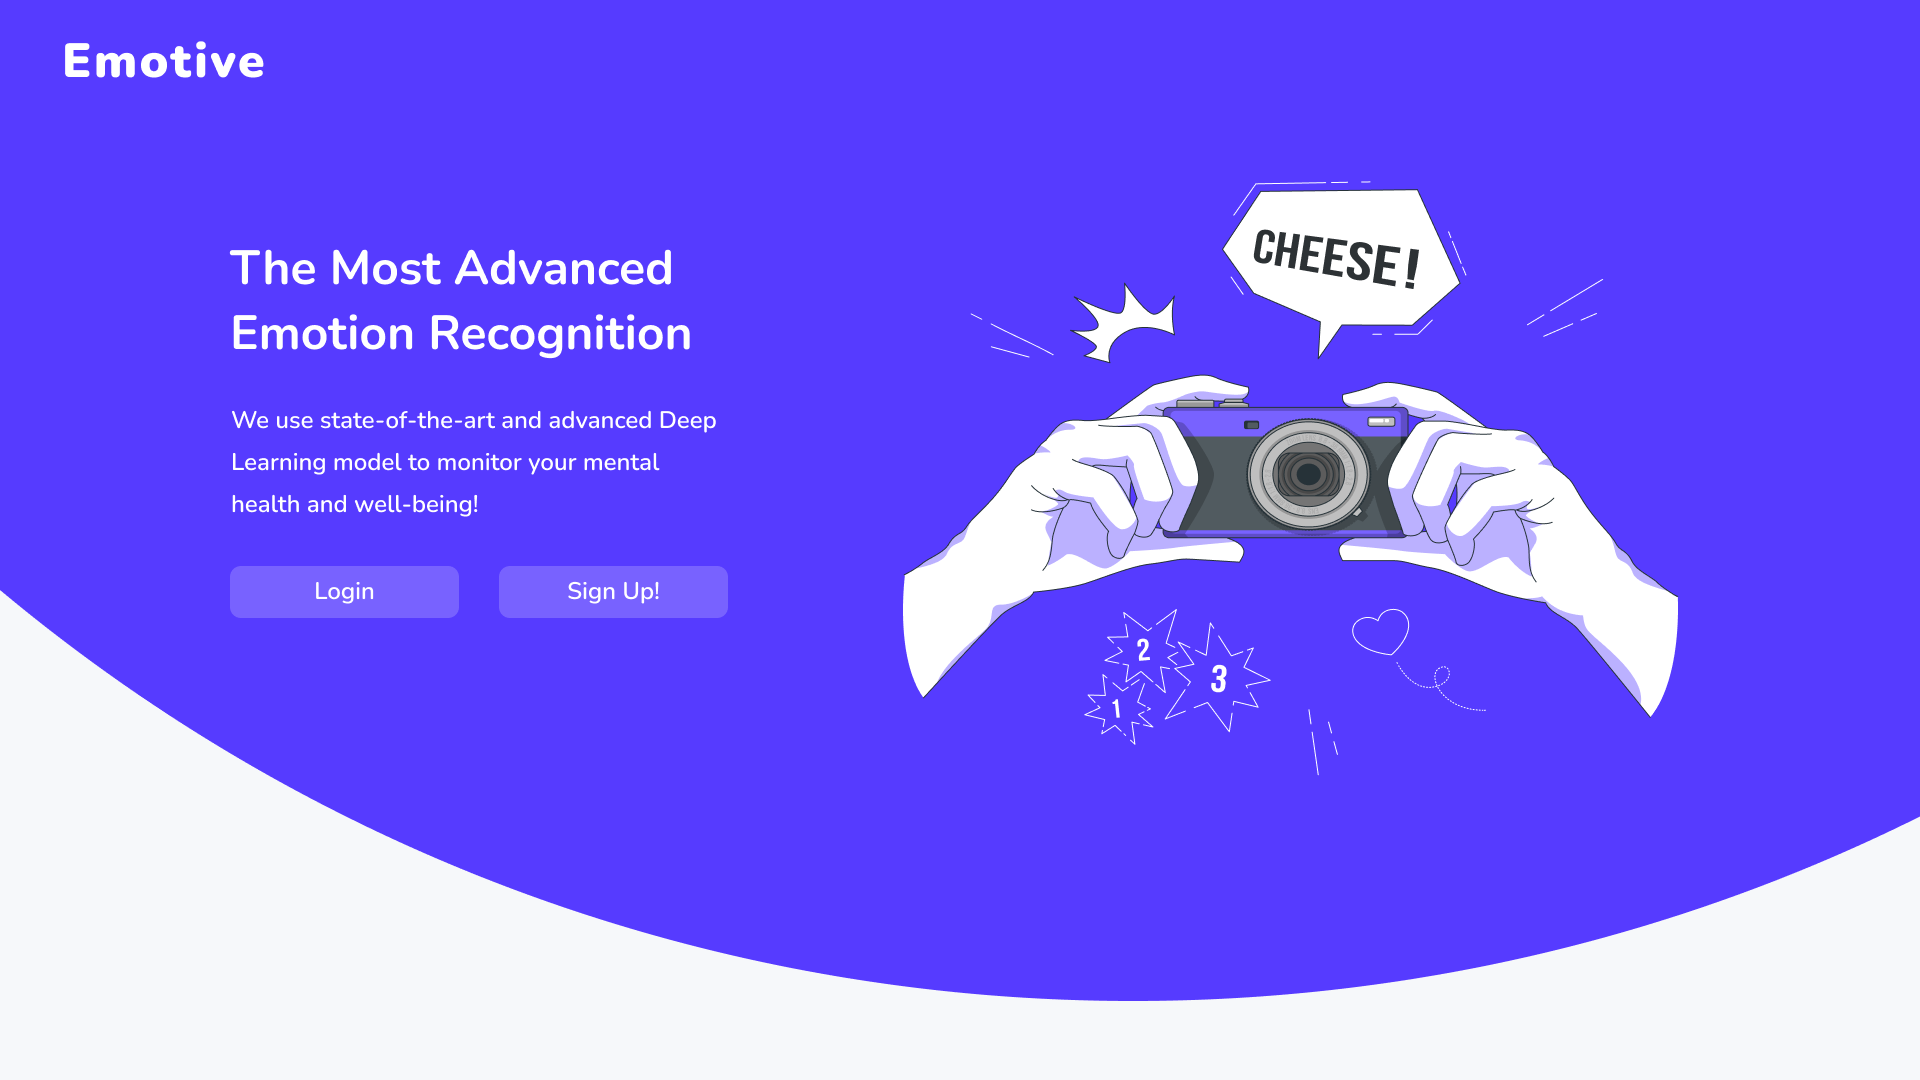 Emotive
The Most Advanced
Emotion Recognition
We use state-of-the-art and advanced Deep
Learning model to monitor your mental
health and well-being!
Login
Sign Up!
CHEESE!
2
3
1